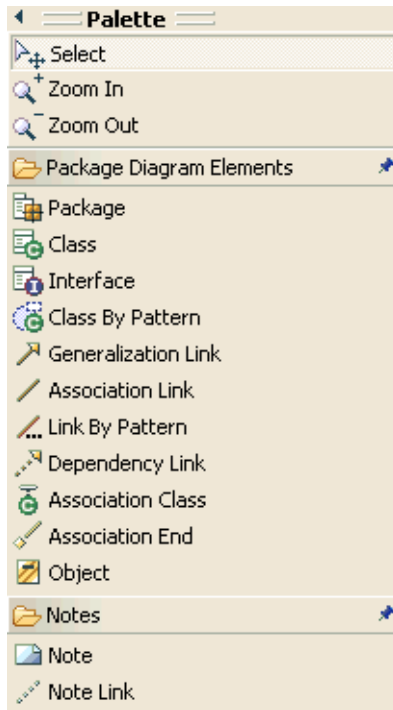 Palette
Select
Zoom In
Zoom Out
Package Diagram Elements
Package
Class
Interface
Class By Pattern
Generalization Link
Association Link
Link By Pattern
Dependency Link
Association Class
Association End
Object
Notes
Note
Note Link